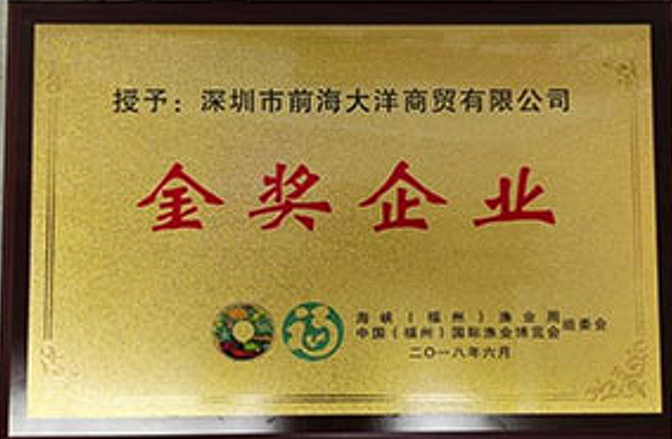 授予：深圳市前海大洋商贸有限公司
金奖企业
海峡（福州）渔业周
中国（福州）国际渔业博览会组委会
二〇一八年六月